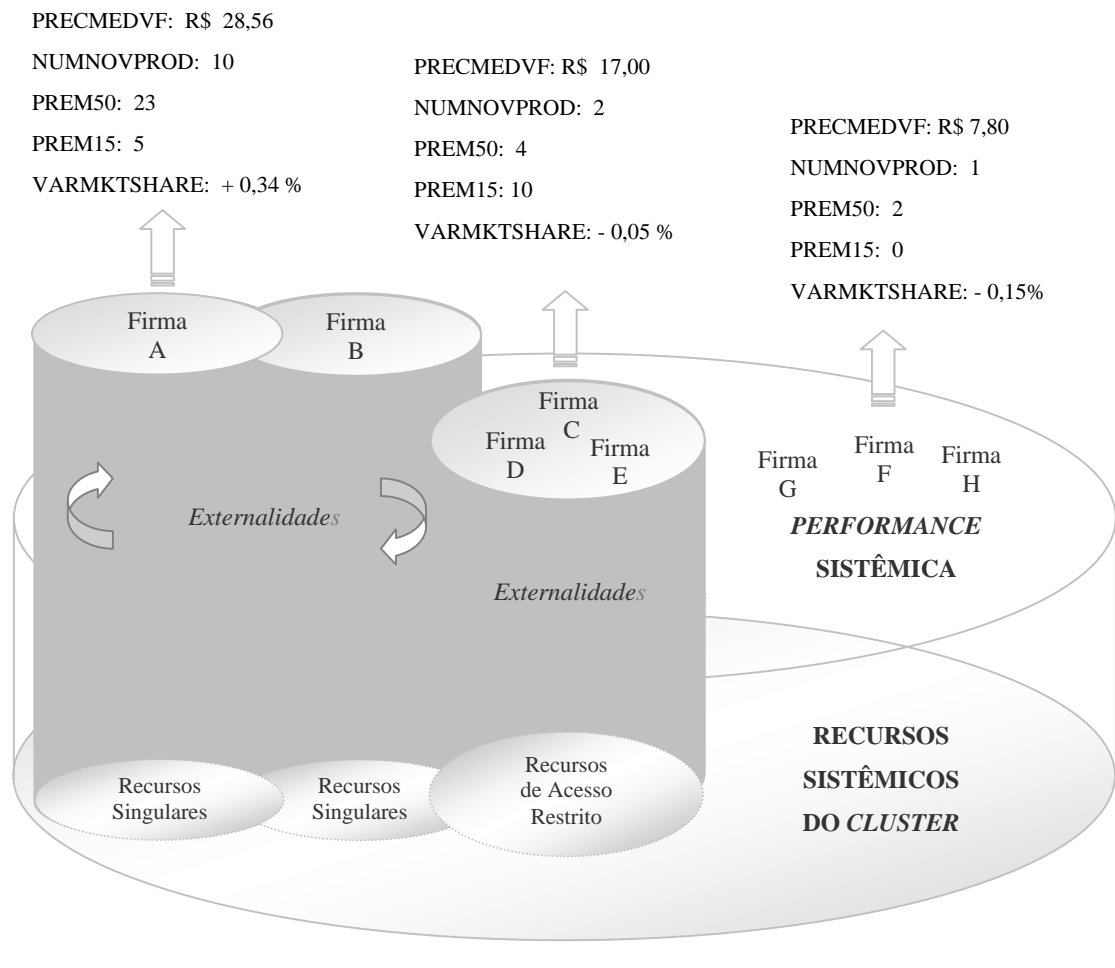 PRECMEDVF: R$ 28,56
NUMNOVPROD: 10
PREM50: 23
PREM15: 5
VARMKTSHARE: + 0,34 %
PRECMEDVF: R$ 17,00
NUMNOVPROD: 2
PREM50: 4
PREM15: 10
VARMKTSHARE: - 0,05 %
PRECMEDVF: R$ 7,80
NUMNOVPROD: 1
PREM50: 2
PREM15: 0
VARMKTSHARE: - 0,15%
Firma
A
Firma
B
Firma
C
Firma
D
Firma
E
Firma
G
Firma
F
Firma
H
PERFORMANCE
SISTÊMICA
Externalidades
Externalidades
Recursos
Singulares
Recursos
Singulares
Recursos
de Acesso
Restrito
RECURSOS
SISTÊMICOS
DO CLUSTER